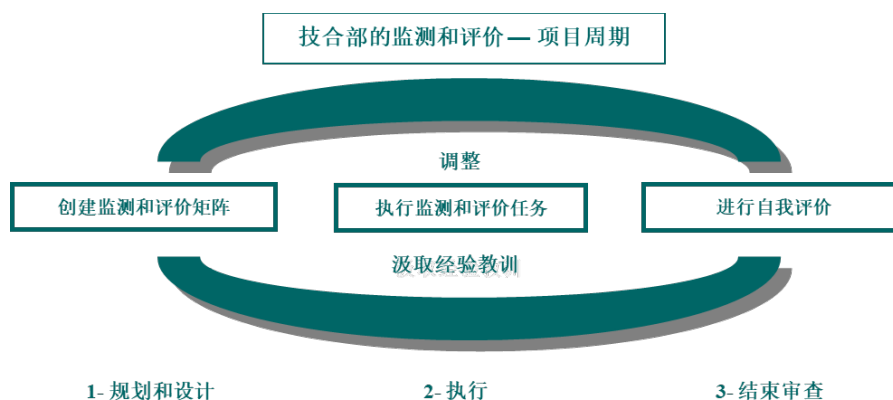 技合部的监测和评价— 项目周期
调整
创建监测和评价矩阵
执行监测和评价任务
进行自我评价
汲取经验教训
1- 规划和设计
2- 执行
3- 结束审查